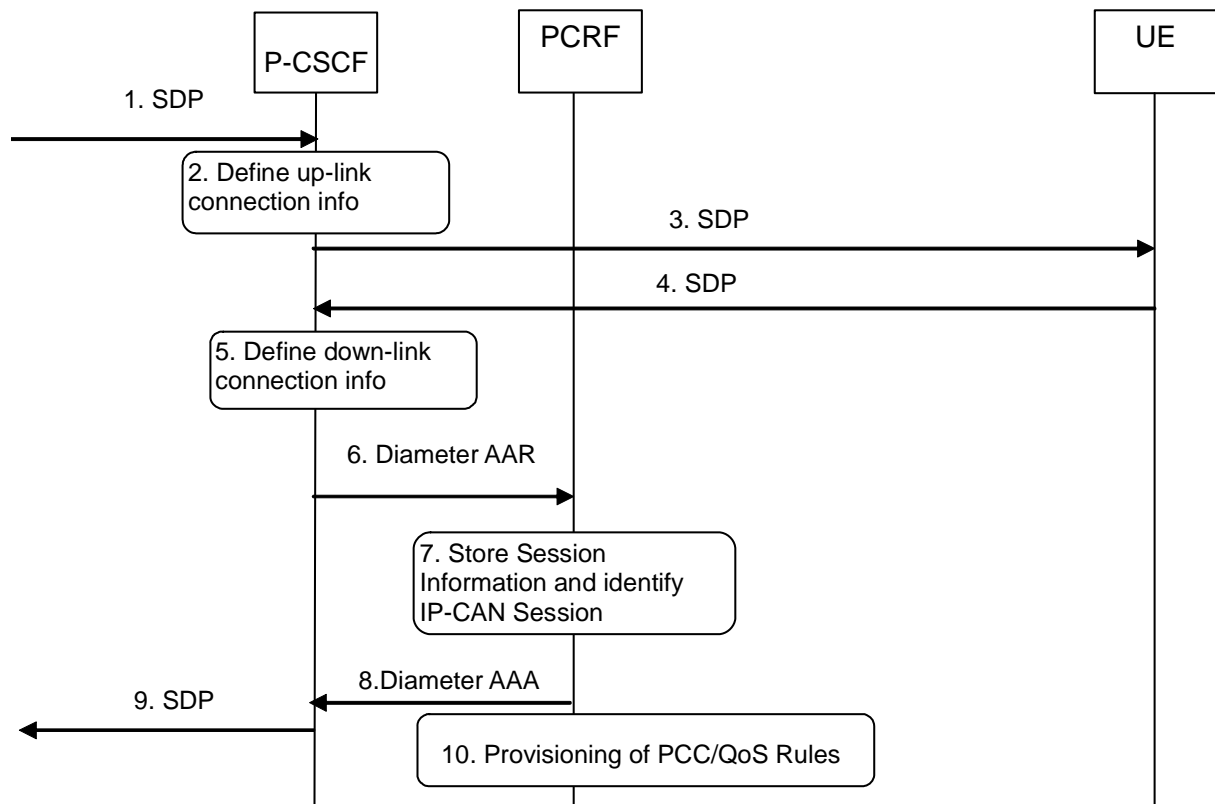 P-CSCF
PCRF
UE
1. SDP
2. Define up-link
connection info
3. SDP
4. SDP
5. Define down-link
connection info
6. Diameter AAR
7. Store Session
Information and identify
IP-CAN Session
8.Diameter AAA
9. SDP
10. Provisioning of PCC/QoS Rules